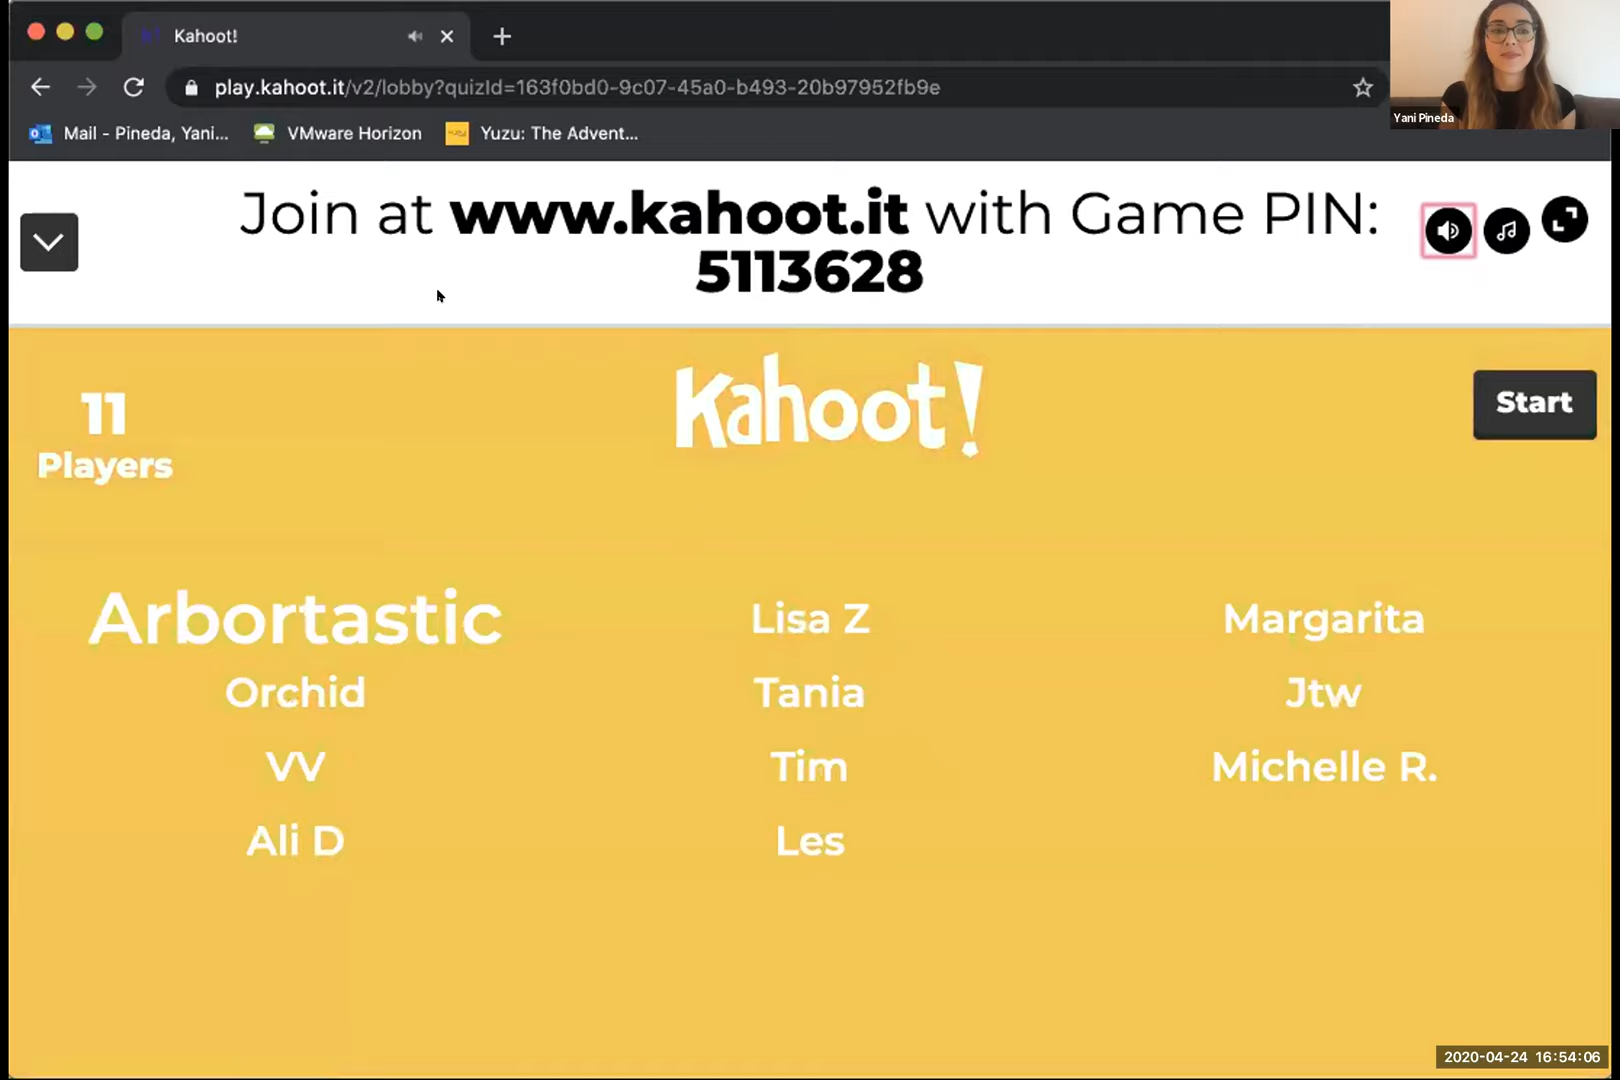 Kahoot!
play.kahoot.it/v2/lobby?quizId=163f0bd0-9c07-45a0-b493-20b97952fb9e
Yani Pineda
Mail - Pineda, Yani... VMware Horizon Yuzu: The Advent...
Join at www.kahoot.it with Game PIN:
5113628
Kahoot!
11
Players
Start
Arbortastic Lisa Z Margarita
Orchid Tania Jtw
VV Tim Michelle R.
Ali D Les
2020-04-24 16:54:06